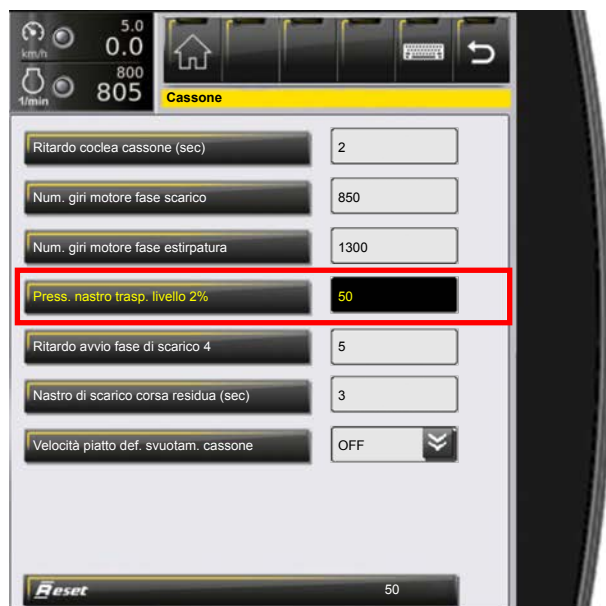 5.0
km/h 0.0
800
1/min 805
Cassone
Ritardo coclea cassone (sec) 2
Num. giri motore fase scarico 850
Num. giri motore fase estirpatura 1300
Press. nastro trasp. livello 2% 50
Ritardo avvio fase di scarico 4 5
Nastro di scarico corsa residua (sec) 3
Velocità piatto def. svuotam. cassone OFF
Reset 50